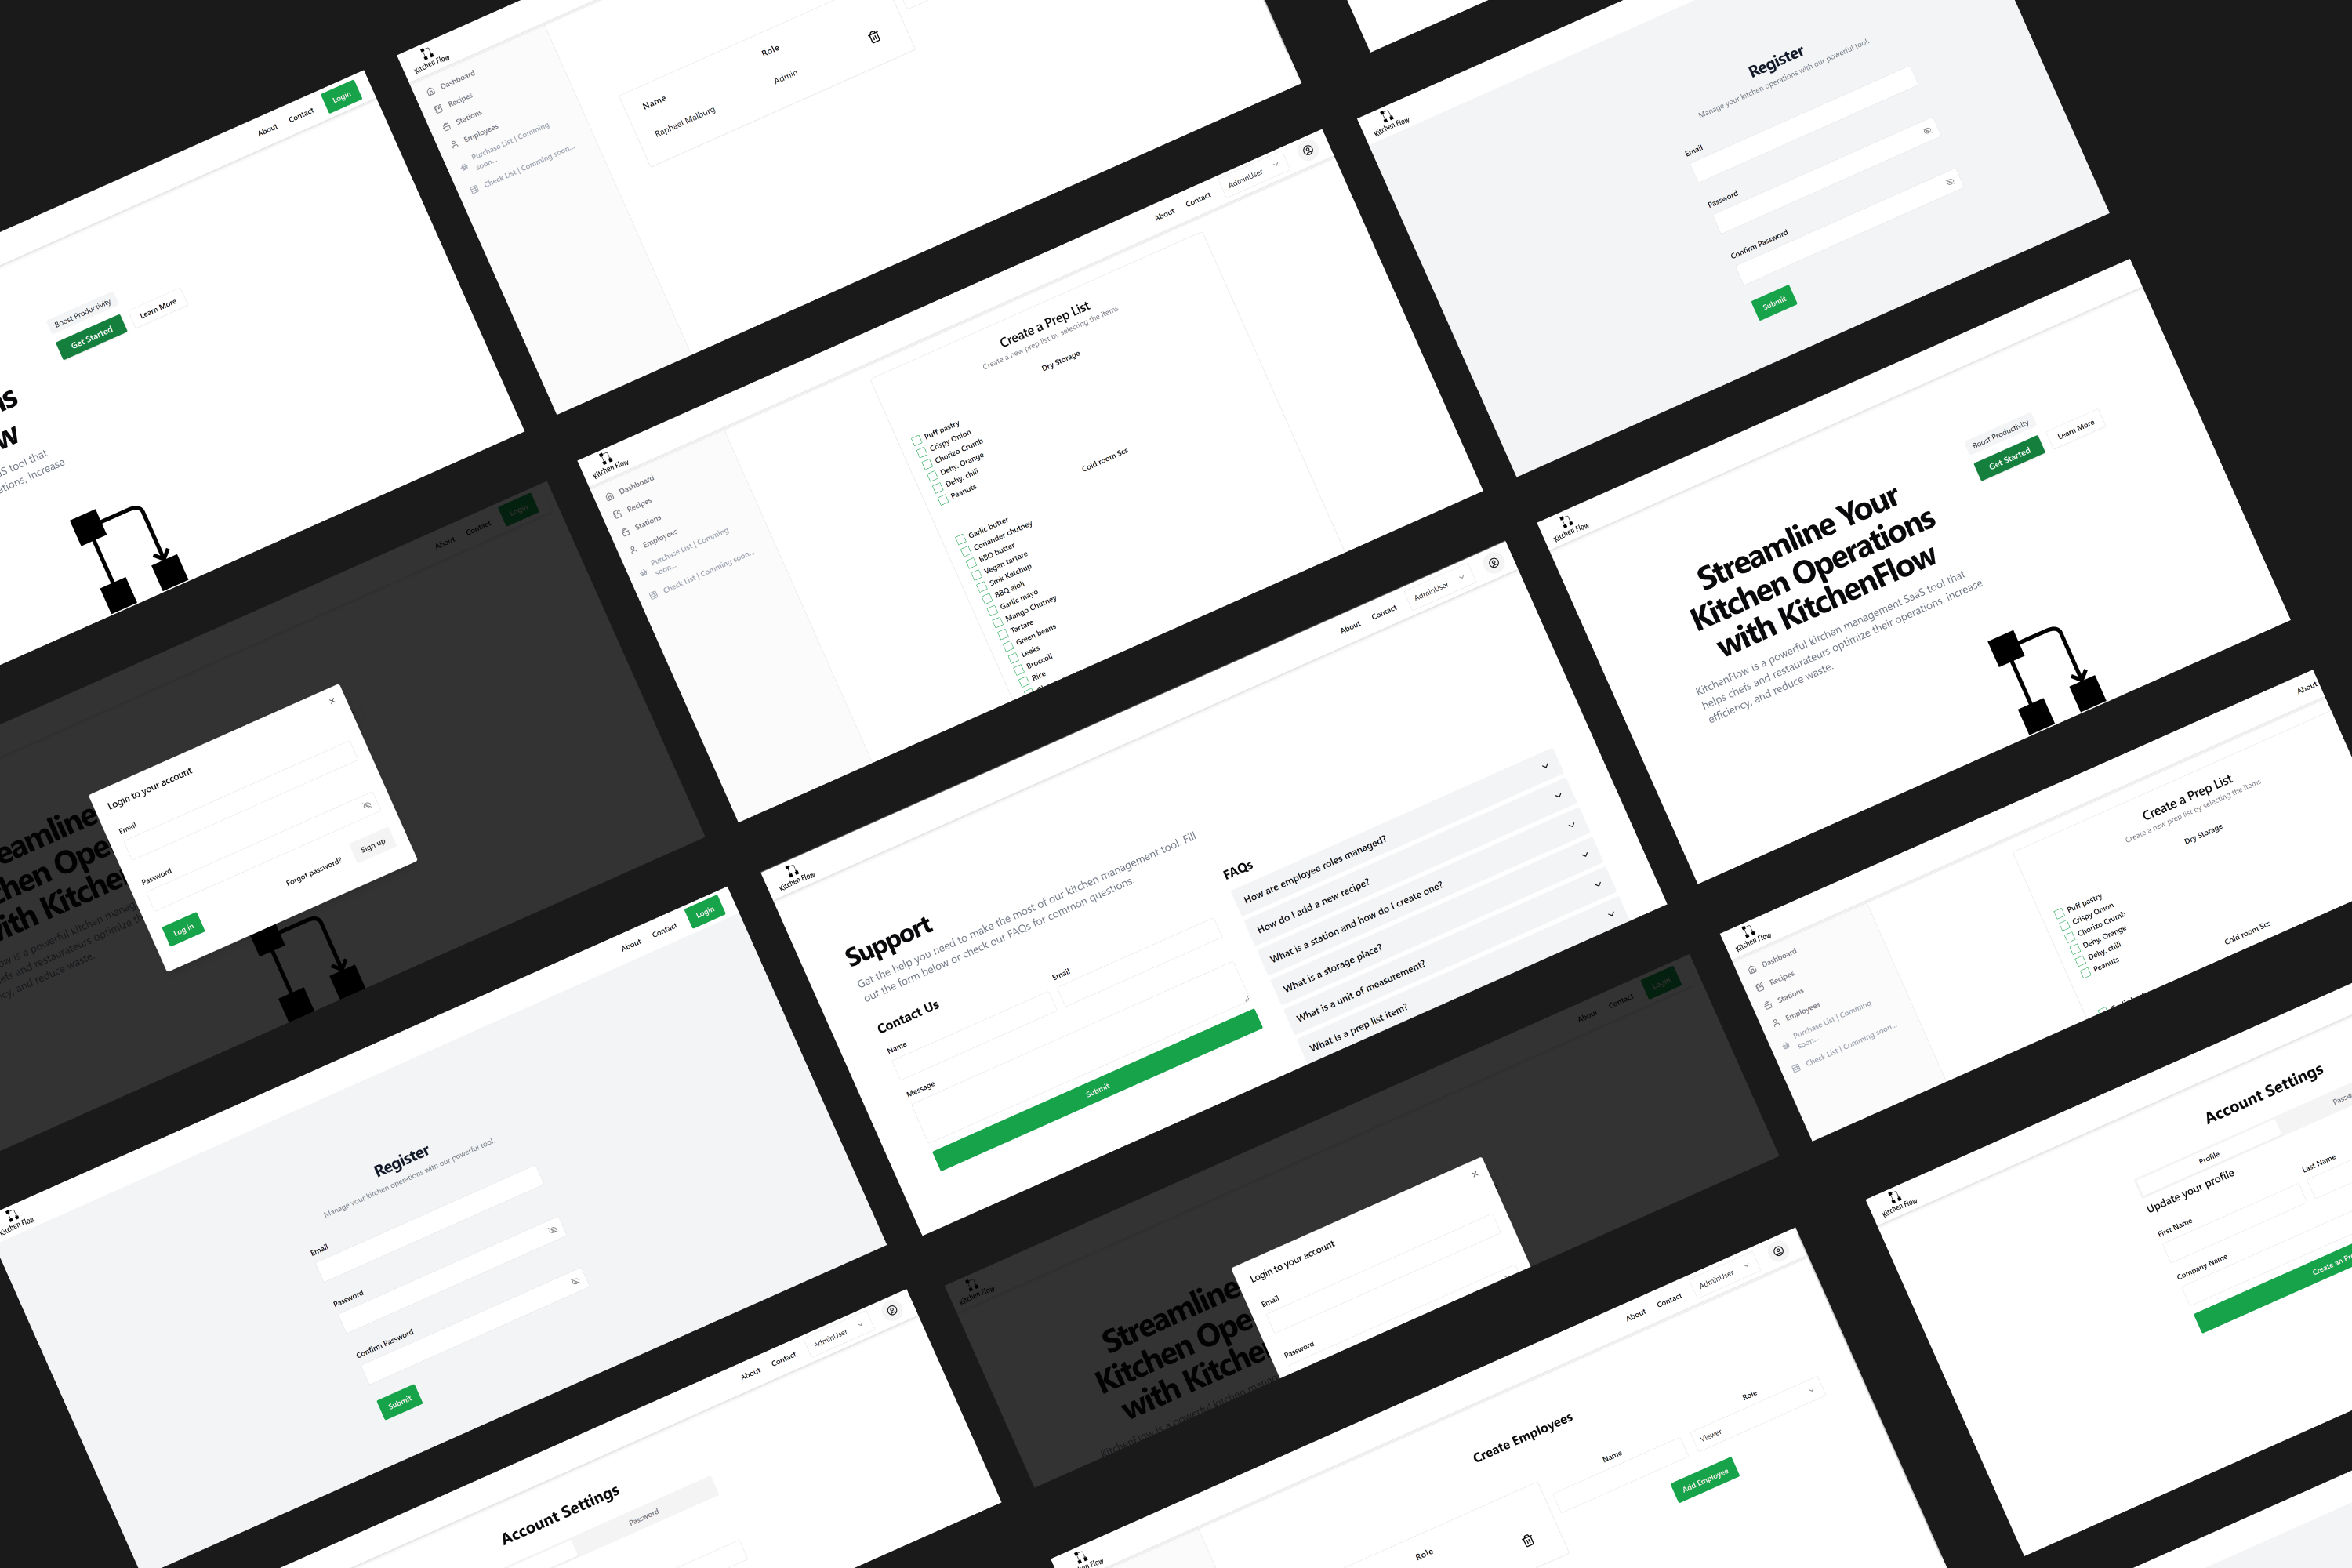 About
Contact
Login
Boost Productivity
Get Started
Learn More
S tool that
ations, increase
Kitchen Flow
Dashboard
Recipes
Stations
Employees
Purchase List | Comming
soon...
Check List | Comming soon...
Name
Role
Raphael Malburg
Admin
Kitchen Flow
Register
Manage your kitchen operations with our powerful tool.
Email
Password
Confirm Password
Submit
About
Contact
AdminUser
Kitchen Flow
Dashboard
Recipes
Stations
Employees
Purchase List | Comming
soon...
Check List | Comming soon...
Create a Prep List
Create a new prep list by selecting the items
Dry Storage
Puff pastry
Crispy Onion
Chorizo Crumb
Dehy. Orange
Dehy. chili
Peanuts
Cold room Scs
Garlic butter
Coriander chutney
BBQ butter
Vegan tartare
Smk Ketchup
BBQ aioli
Garlic mayo
Mango Chutney
Tartare
Green beans
Leeks
Broccoli
Rice
Kitchen Flow
Boost Productivity
Get Started
Learn More
Streamline Your
Kitchen Operations
with KitchenFlow
KitchenFlow is a powerful kitchen management SaaS tool that
helps chefs and restaurateurs optimize their operations, increase
efficiency, and reduce waste.
About
Contact
Login
eamline
hen Ope
ith Kitche
ow is a powerful kitchen manag
efs and restaurateurs optimize th
cy, and reduce waste.
Login to your account
Email
Password
Forgot password?
Sign up
Log in
About
Contact
AdminUser
Kitchen Flow
Support
Get the help you need to make the most of our kitchen management tool. Fill
out the form below or check our FAQs for common questions.
Contact Us
Name
Email
Message
Submit
FAQs
How are employee roles managed?
How do I add a new recipe?
What is a station and how do I create one?
What is a storage place?
What is a unit of measurement?
What is a prep list item?
About
Kitchen Flow
Dashboard
Recipes
Stations
Employees
Purchase List | Comming
soon...
Check List | Comming soon...
Create a Prep List
Create a new prep list by selecting the items
Dry Storage
Puff pastry
Crispy Onion
Chorizo Crumb
Dehy. Orange
Dehy. chili
Peanuts
Cold room Scs
About
Contact
Login
Kitchen Flow
Register
Manage your kitchen operations with our powerful tool.
Email
Password
Confirm Password
Submit
About
Contact
Login
Kitchen Flow
Streamline
Kitchen Ope
with Kitche
KitchenFlow is a powerful kitchen manag
Login to your account
Email
Password
Kitchen Flow
Account Settings
Profile
Passw
Update your profile
First Name
Last Name
Company Name
Create an Pr
About
Contact
AdminUser
Account Settings
Password
About
Contact
AdminUser
Kitchen Flow
Create Employees
Name
Role
Viewer
Add Employee
Role